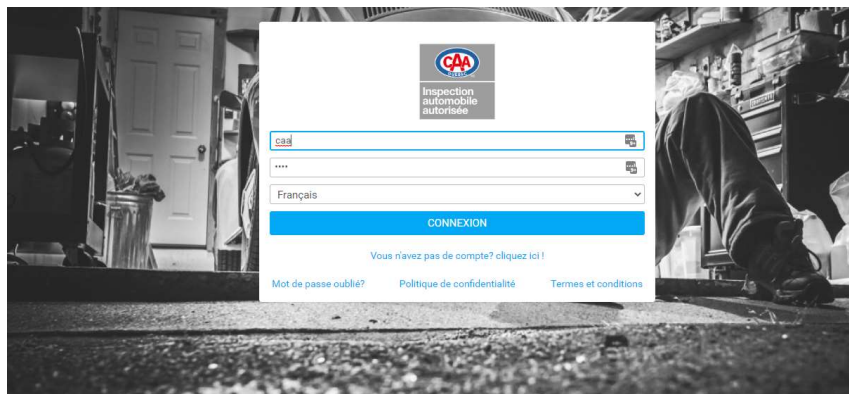 CAA
QUÉBEC
Inspection
automobile
autorisée
caa
····
Français
CONNEXION
Vous n'avez pas de compte? cliquez ici !
Mot de passe oublié? Politique de confidentialité Termes et conditions